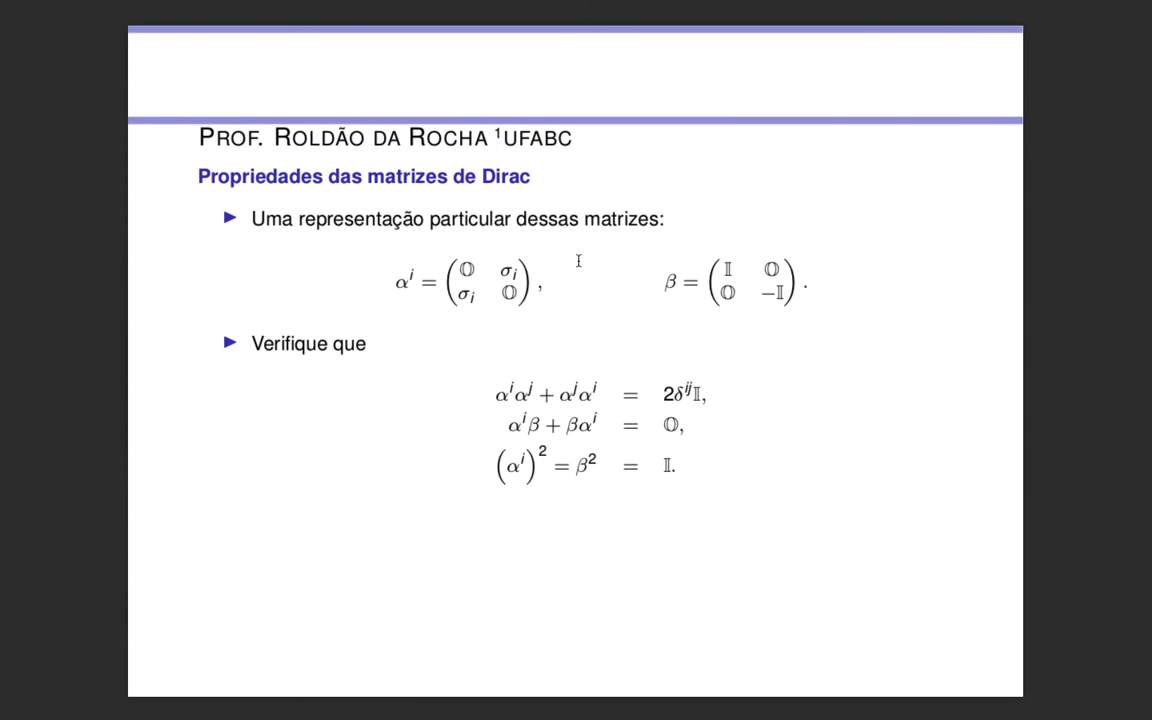 PROF. ROLDÃO DA ROCHA ¹UFABC
Propriedades das matrizes de Dirac
▶ Uma representação particular dessas matrizes:
αⁱ = (𝕆 σᵢ; σᵢ 𝕆), β = (𝕀 𝕆; 𝕆 −𝕀).
▶ Verifique que
αⁱαʲ + αʲαⁱ = 2δⁱʲ𝕀,
αⁱβ + βαⁱ = 𝕆,
(αⁱ)² = β² = 𝕀.